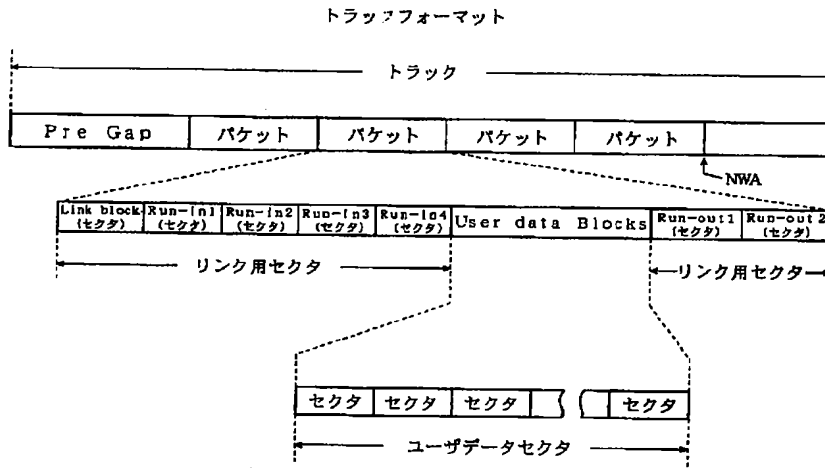 トラックフォーマット
トラック
Pre Gap パケット パケット パケット パケット
NWA
Link block Run-in1 Run-in2 Run-in3 Run-in4 User data Blocks Run-out1 Run-out2
(セクタ) (セクタ) (セクタ) (セクタ) (セクタ) (セクタ) (セクタ)
リンク用セクタ リンク用セクタ
セクタ セクタ セクタ セクタ
ユーザデータセクタ